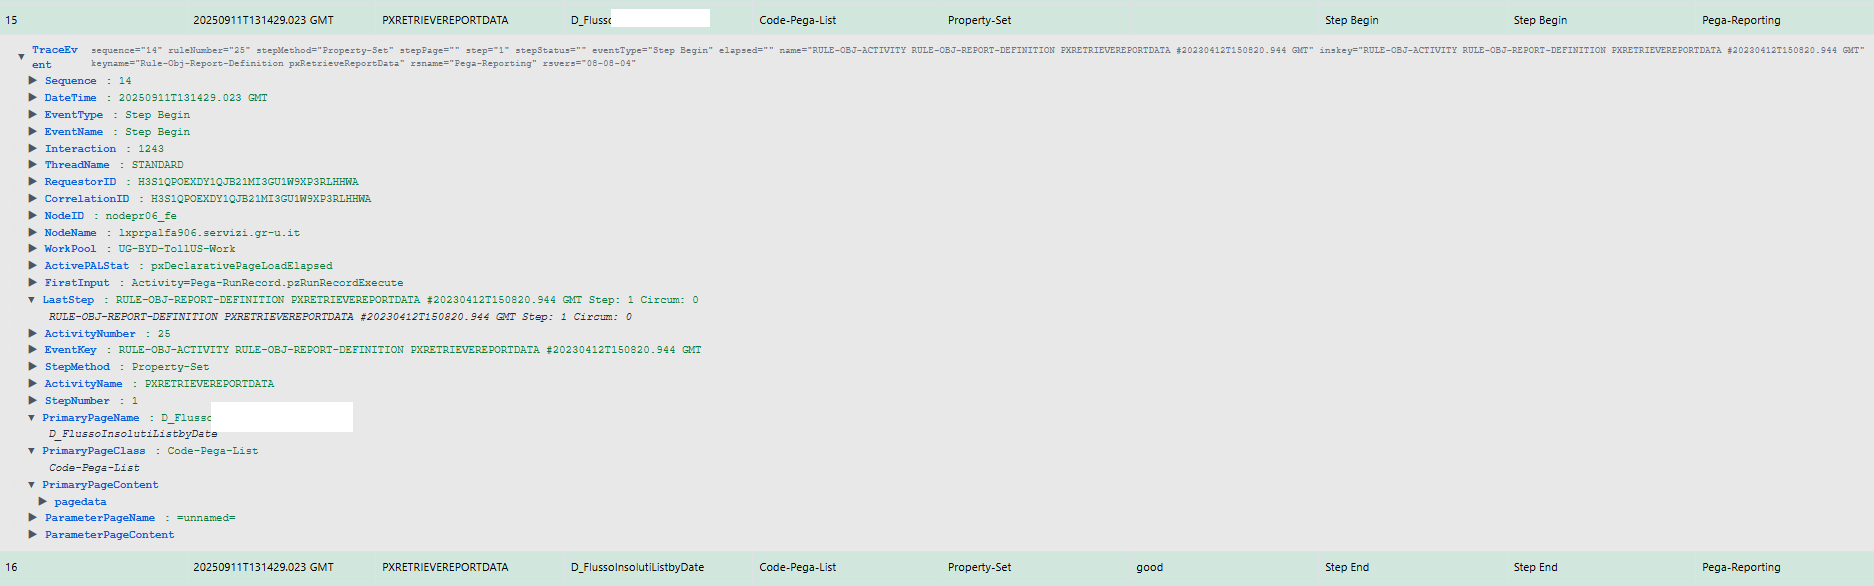 15 20250911T131429.023 GMT PXRETRIEVEREPORTDATA D_Flusso Code-Pega-List Property-Set Step Begin Step Begin Pega-Reporting
TraceEvent sequence="14" ruleNumber="25" stepMethod="Property-Set" stepPage="" step="1" stepStatus="" eventType="Step Begin" elapsed="" name="RULE-OBJ-ACTIVITY RULE-OBJ-REPORT-DEFINITION PXRETRIEVEREPORTDATA #20230412T150820.944 GMT" inskey="RULE-OBJ-ACTIVITY RULE-OBJ-REPORT-DEFINITION PXRETRIEVEREPORTDATA #20230412T150820.944 GMT"
keyname="Rule-Obj-Report-Definition pxRetrieveReportData" rsname="Pega-Reporting" rsvers="08-08-04"
Sequence : 14
DateTime : 20250911T131429.023 GMT
EventType : Step Begin
EventName : Step Begin
Interaction : 1243
ThreadName : STANDARD
RequestorID : H3S1QPOEXDY1QJB21MI3GU1W9XP3RLHHWA
CorrelationID : H3S1QPOEXDY1QJB21MI3GU1W9XP3RLHHWA
NodeID : nodepr06_fe
NodeName : lxprpalfa906.servizi.gr-u.it
WorkPool : UG-BYD-TollUS-Work
ActivePALStat : pxDeclarativePageLoadElapsed
FirstInput : Activity=Pega-RunRecord.pzRunRecordExecute
LastStep : RULE-OBJ-REPORT-DEFINITION PXRETRIEVEREPORTDATA #20230412T150820.944 GMT Step: 1 Circum: 0
RULE-OBJ-REPORT-DEFINITION PXRETRIEVEREPORTDATA #20230412T150820.944 GMT Step: 1 Circum: 0
ActivityNumber : 25
EventKey : RULE-OBJ-ACTIVITY RULE-OBJ-REPORT-DEFINITION PXRETRIEVEREPORTDATA #20230412T150820.944 GMT
StepMethod : Property-Set
ActivityName : PXRETRIEVEREPORTDATA
StepNumber : 1
PrimaryPageName : D_Flusso
D_FlussoInsolutiListbyDate
PrimaryPageClass : Code-Pega-List
Code-Pega-List
PrimaryPageContent
pagedata
ParameterPageName : =unnamed=
ParameterPageContent
16 20250911T131429.023 GMT PXRETRIEVEREPORTDATA D_FlussoInsolutiListbyDate Code-Pega-List Property-Set good Step End Step End Pega-Reporting